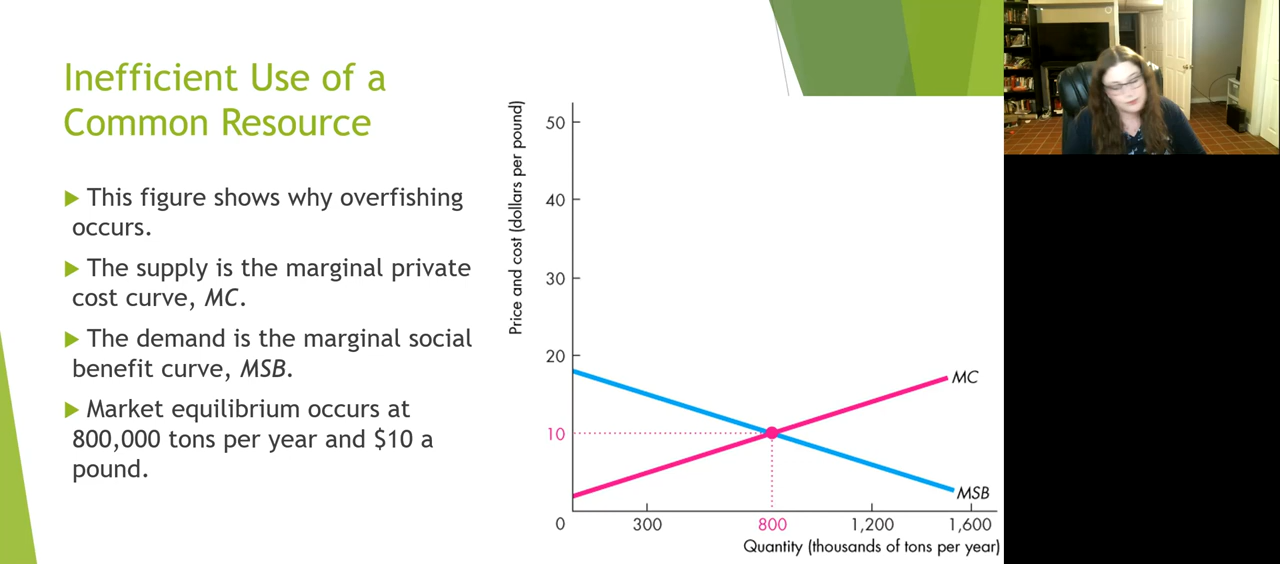 Inefficient Use of a
Common Resource
This figure shows why overfishing
occurs.
The supply is the marginal private
cost curve, MC.
The demand is the marginal social
benefit curve, MSB.
Market equilibrium occurs at
800,000 tons per year and $10 a
pound.
Price and cost (dollars per pound)
50
40
30
20
10
MC
MSB
0 300 800 1,200 1,600
Quantity (thousands of tons per year)